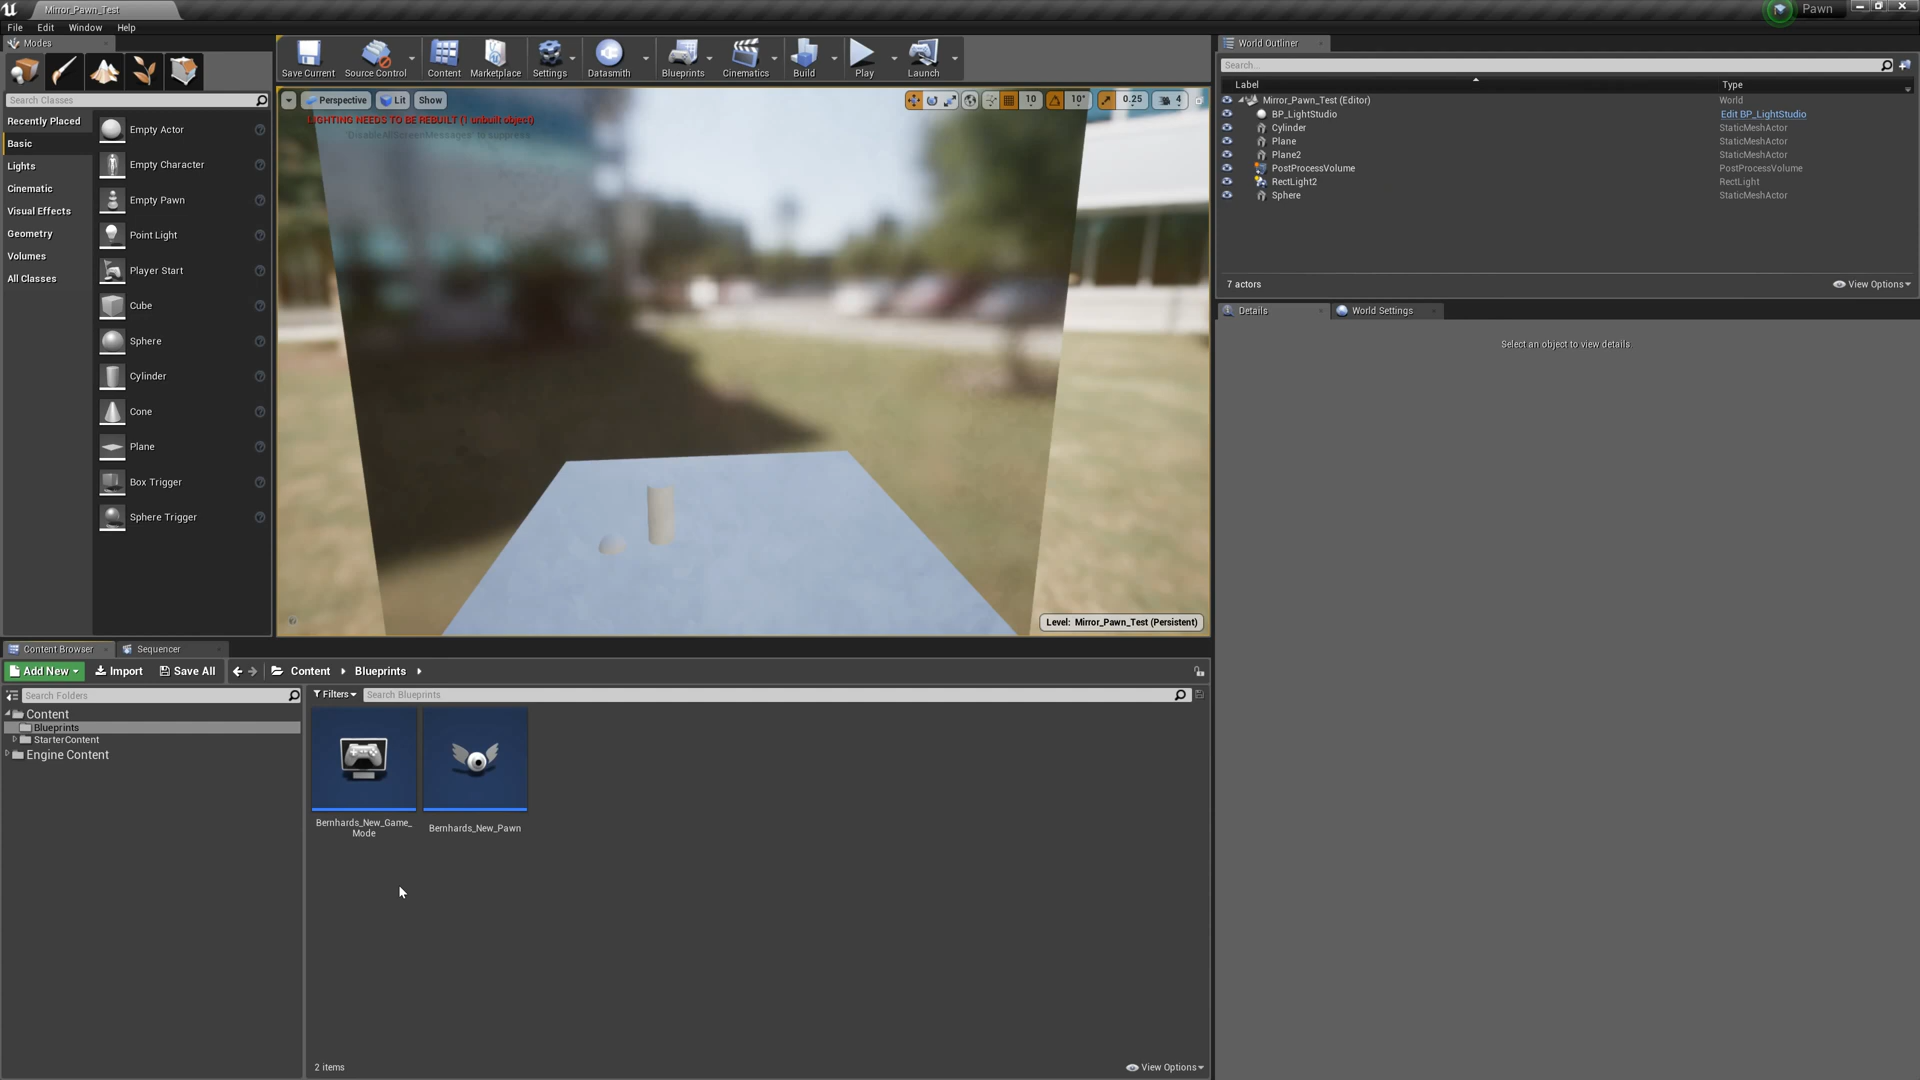 Mirror_Pawn_Test
Pawn
File Edit Window Help
Modes
Search Classes
Recently Placed
Basic
Lights
Cinematic
Visual Effects
Geometry
Volumes
All Classes
Empty Actor
Empty Character
Empty Pawn
Point Light
Player Start
Cube
Sphere
Cylinder
Cone
Plane
Box Trigger
Sphere Trigger
Save Current Source Control Content Marketplace Settings Datasmith Blueprints Cinematics Build Play Launch
Perspective Lit Show
10 10° 0.25 4
LIGHTING NEEDS TO BE REBUILT (1 unbuilt object)
'DisableAllScreenMessages' to suppress
Level: Mirror_Pawn_Test (Persistent)
World Outliner
Search...
Label Type
Mirror_Pawn_Test (Editor) World
BP_LightStudio Edit BP_LightStudio
Cylinder StaticMeshActor
Plane StaticMeshActor
Plane2 StaticMeshActor
PostProcessVolume PostProcessVolume
RectLight2 RectLight
Sphere StaticMeshActor
7 actors View Options
Details World Settings
Select an object to view details.
Content Browser Sequencer
Add New Import Save All Content Blueprints
Search Folders
Content
Blueprints
StarterContent
Engine Content
Filters Search Blueprints
Bernhards_New_Game_
Mode
Bernhards_New_Pawn
2 items View Options